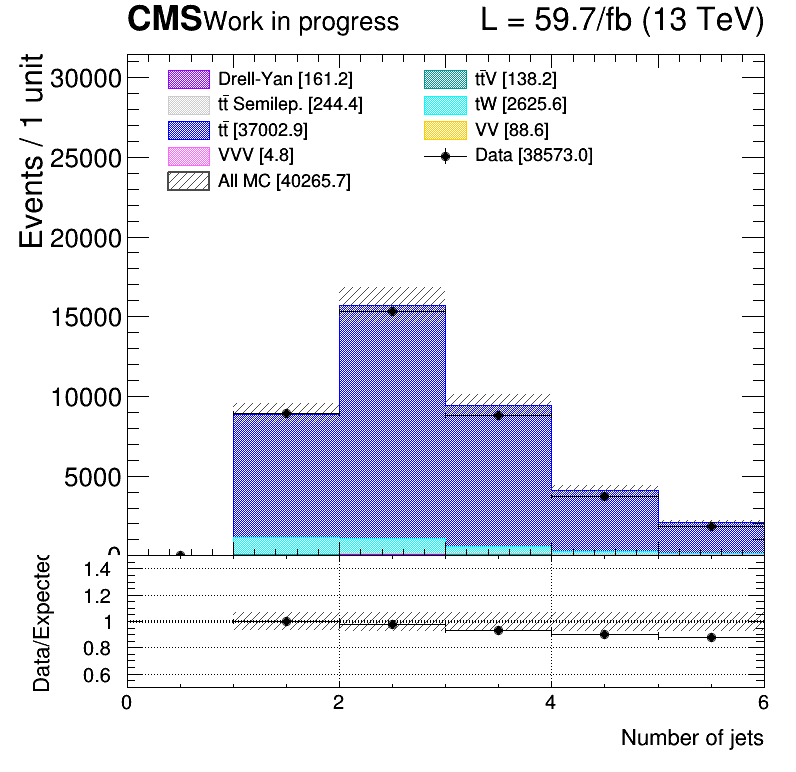 CMS Work in progress L = 59.7/fb (13 TeV)
Events / 1 unit
30000
25000
20000
15000
10000
5000
0
Drell-Yan [161.2]
tt̄ Semilep. [244.4]
tt̄ [37002.9]
VVV [4.8]
All MC [40265.7]
tt̄V [138.2]
tW [2625.6]
VV [88.6]
Data [38573.0]
Data/Expected
1.4
1.2
1
0.8
0.6
0 2 4 6
Number of jets